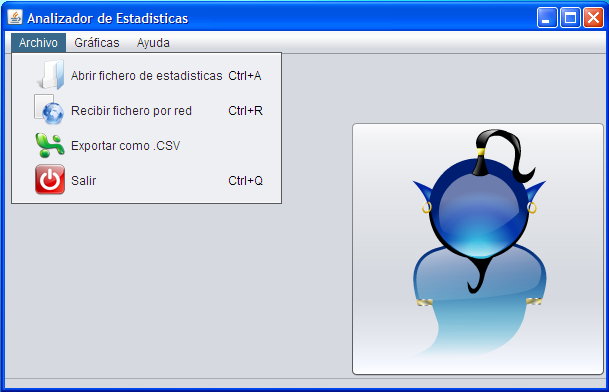 Analizador de Estadisticas
Archivo Gráficas Ayuda
Abrir fichero de estadisticas Ctrl+A
Recibir fichero por red Ctrl+R
Exportar como .CSV
Salir Ctrl+Q